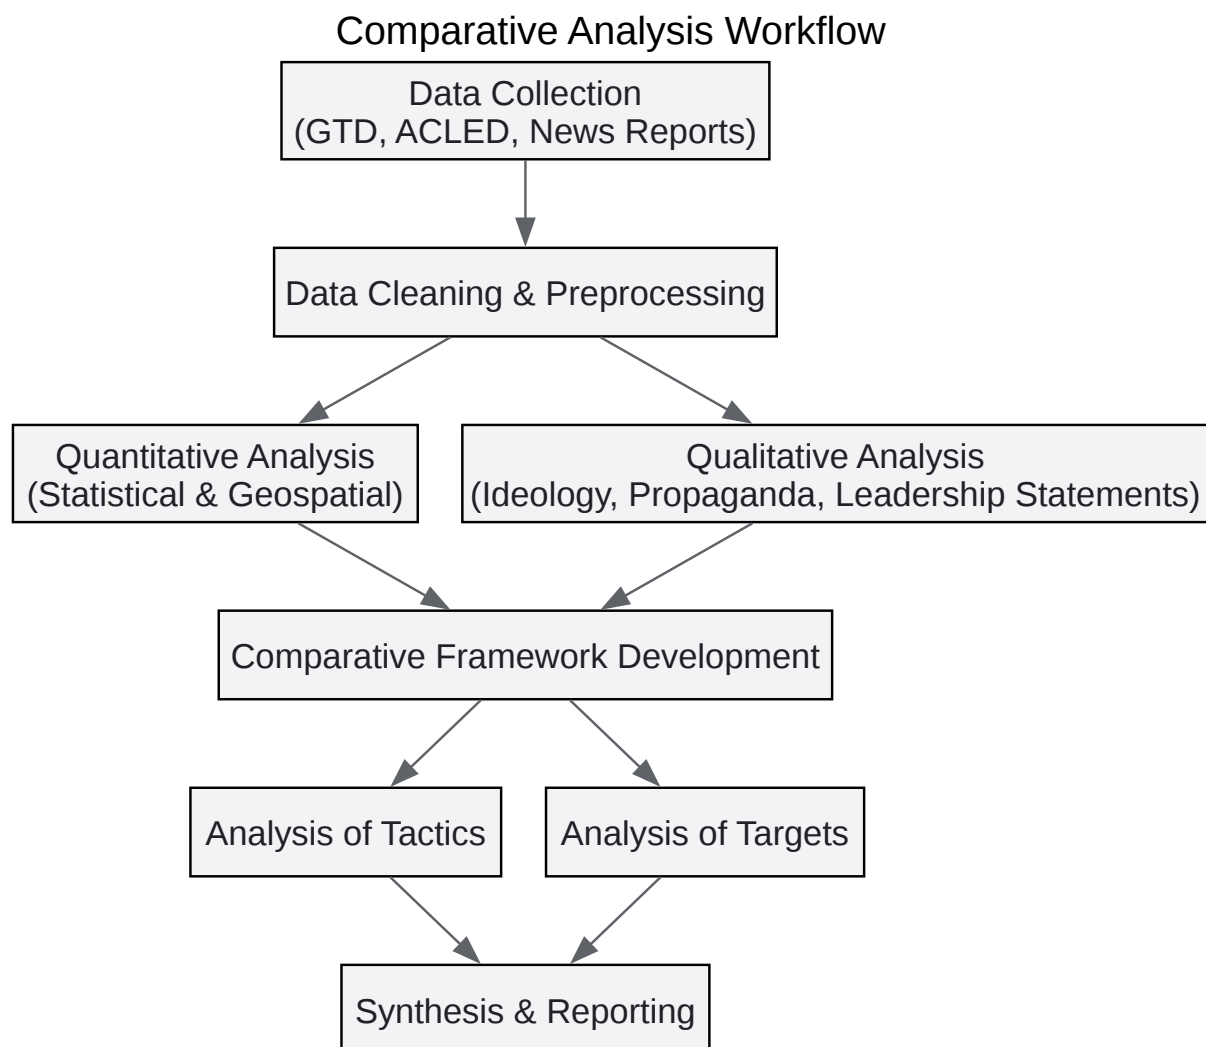 Comparative Analysis Workflow
Data Collection
(GTD, ACLED, News Reports)
Data Cleaning & Preprocessing
Quantitative Analysis
(Statistical & Geospatial)
Qualitative Analysis
(Ideology, Propaganda, Leadership Statements)
Comparative Framework Development
Analysis of Tactics
Analysis of Targets
Synthesis & Reporting